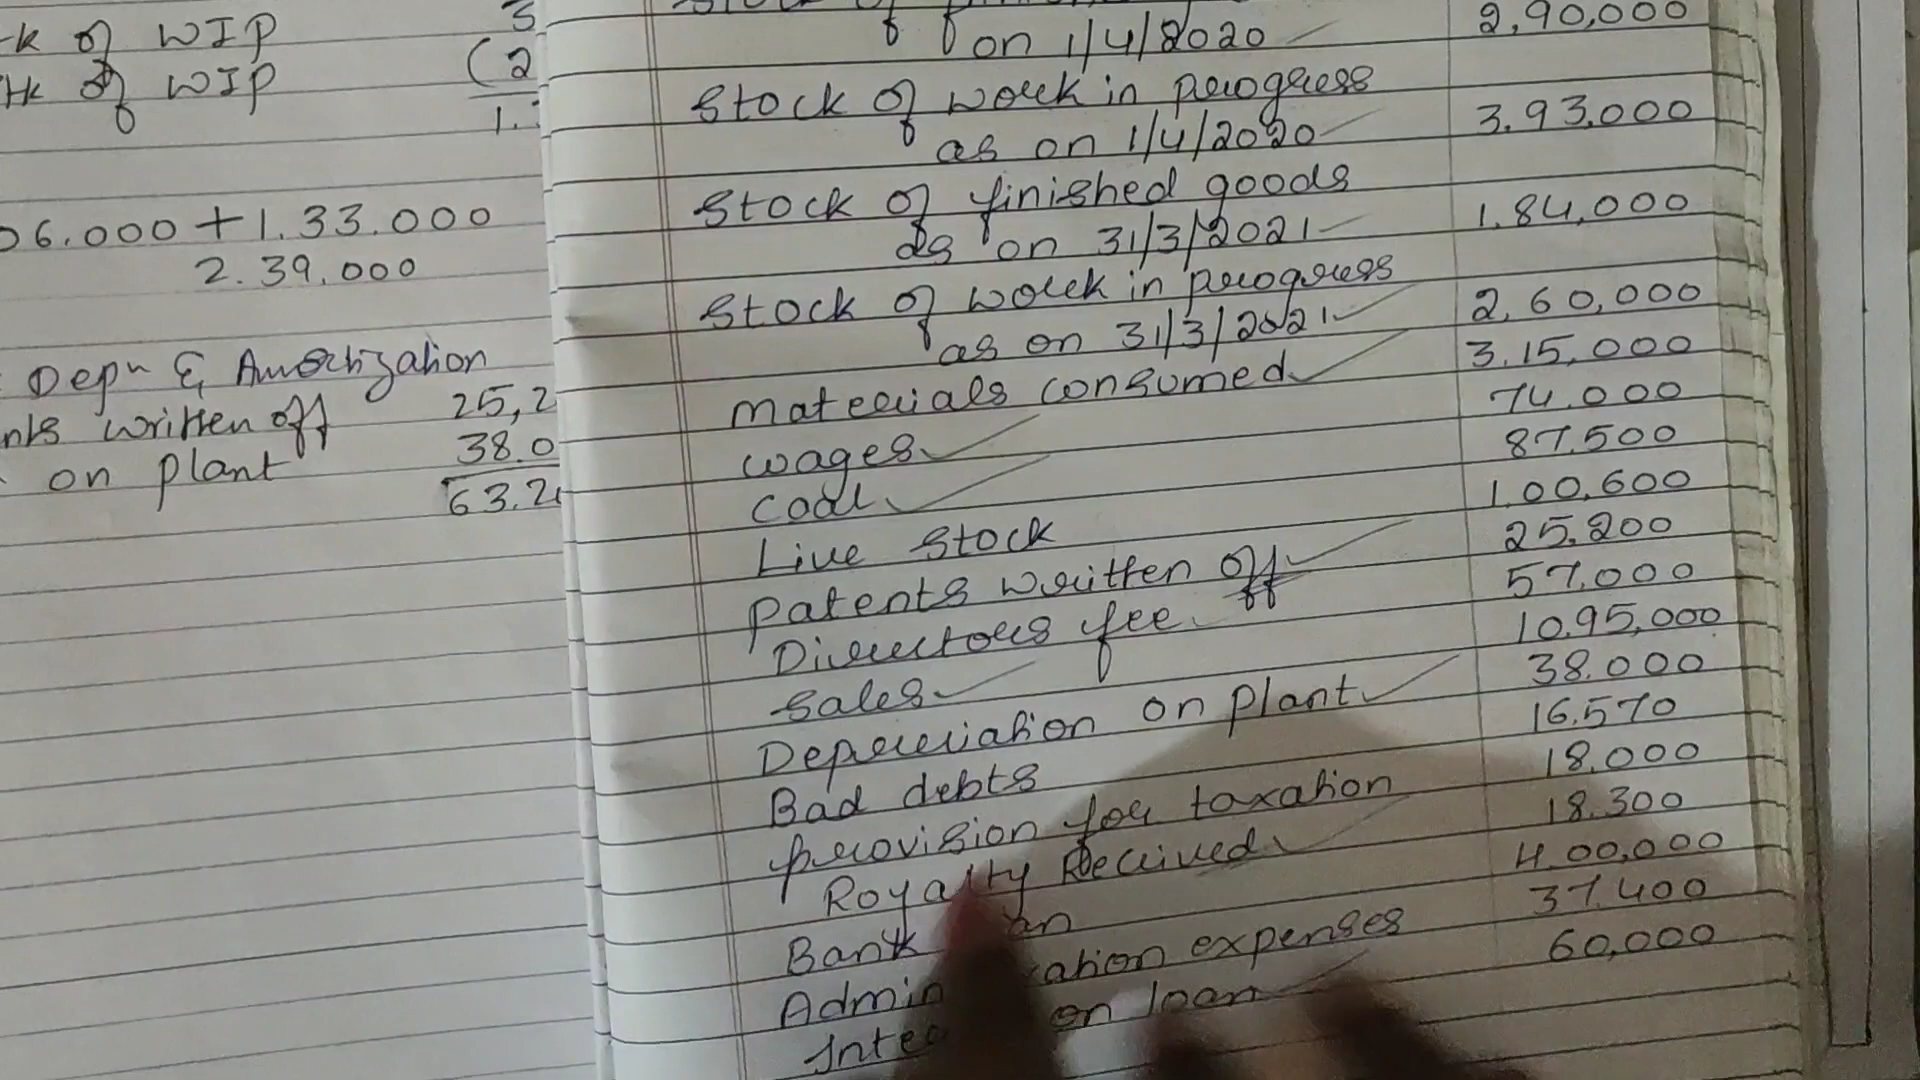 k of WIP 3
k of WIP (2
1.
06.000 + 1.33.000
2.39.000
Depn & Amortization
nts written off 25,2
on plant 38.0
63.2
on 1/4/2020 2,90,000
Stock of work in progress
as on 1/4/2020 3.93.000
Stock of finished goods
as on 31/3/2021 1.84,000
Stock of work in progress
as on 31/3/2021 2,60,000
materials consumed 3.15,000
wages 74.000
coal 87.500
Live Stock 1,00,600
patents written off 25,200
Directors fee 57.000
Sales 10.95,000
Depreciation on plant 38.000
Bad debts 16.570
provision for taxation 18.000
Royalty Received 18.300
Bank an 4,00,000
Admin ation expenses 37.400
Inte on loan 60,000